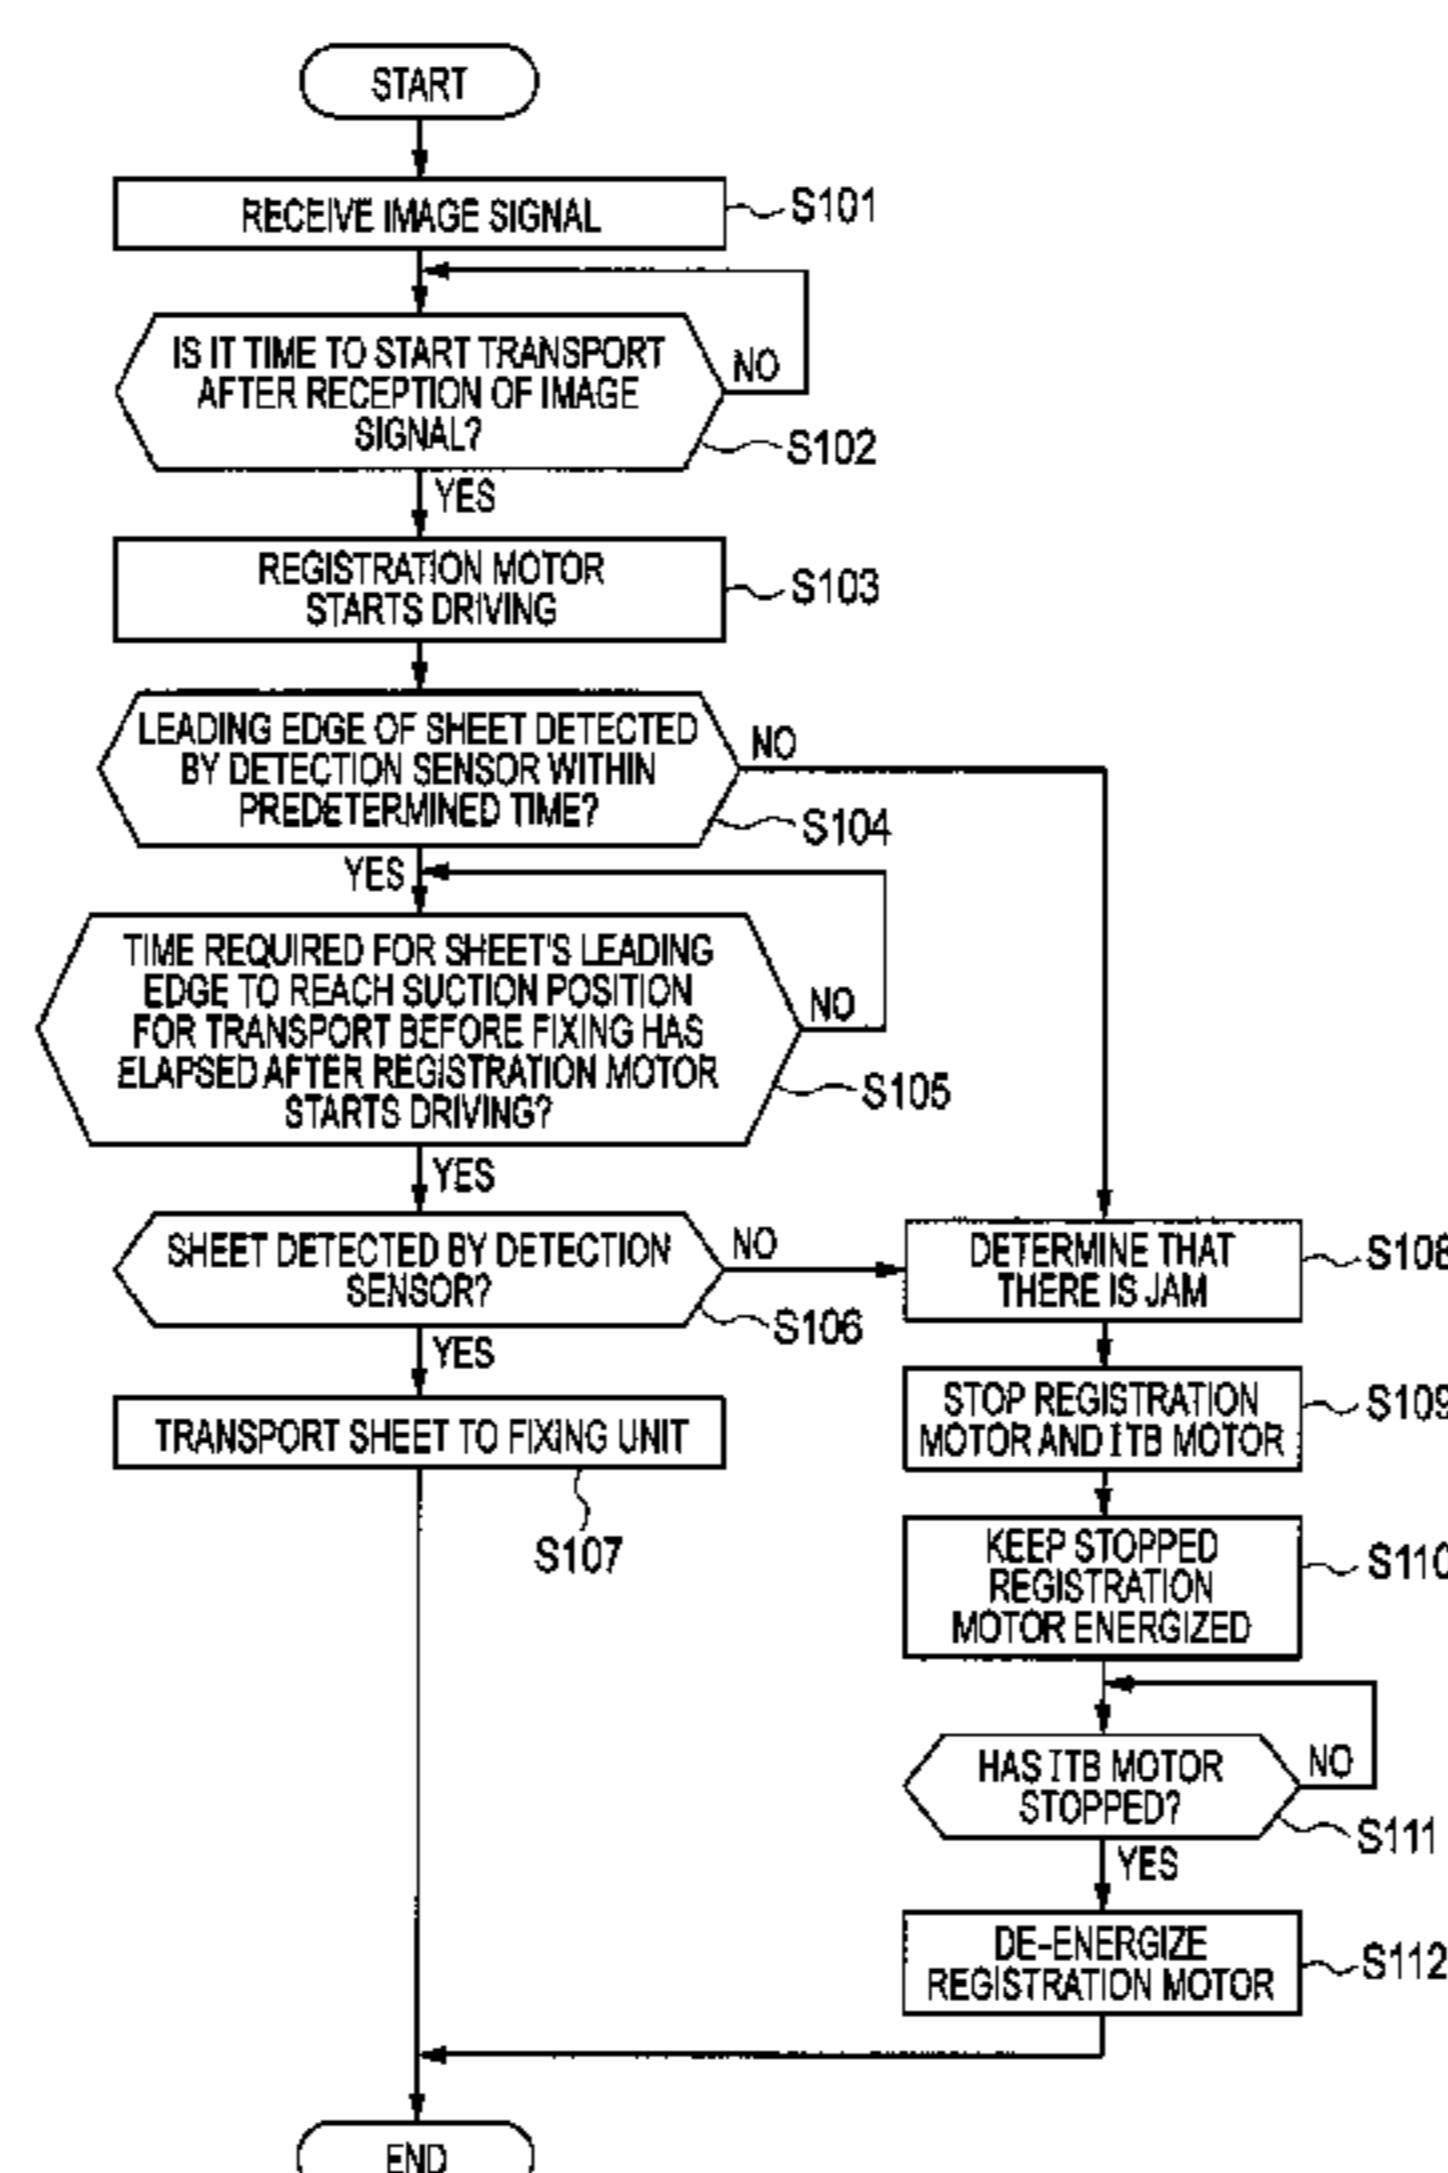 START
RECEIVE IMAGE SIGNAL
S101
IS IT TIME TO START TRANSPORT
AFTER RECEPTION OF IMAGE
SIGNAL?
NO
S102
YES
REGISTRATION MOTOR
STARTS DRIVING
S103
LEADING EDGE OF SHEET DETECTED
BY DETECTION SENSOR WITHIN
PREDETERMINED TIME?
NO
S104
YES
TIME REQUIRED FOR SHEET'S LEADING
EDGE TO REACH SUCTION POSITION
FOR TRANSPORT BEFORE FIXING HAS
ELAPSED AFTER REGISTRATION MOTOR
STARTS DRIVING?
NO
S105
YES
SHEET DETECTED BY DETECTION
SENSOR?
NO
S106
YES
TRANSPORT SHEET TO FIXING UNIT
S107
DETERMINE THAT
THERE IS JAM
S108
STOP REGISTRATION
MOTOR AND ITB MOTOR
S109
KEEP STOPPED
REGISTRATION
MOTOR ENERGIZED
S110
HAS ITB MOTOR
STOPPED?
NO
S111
YES
DE-ENERGIZE
REGISTRATION MOTOR
S112
END